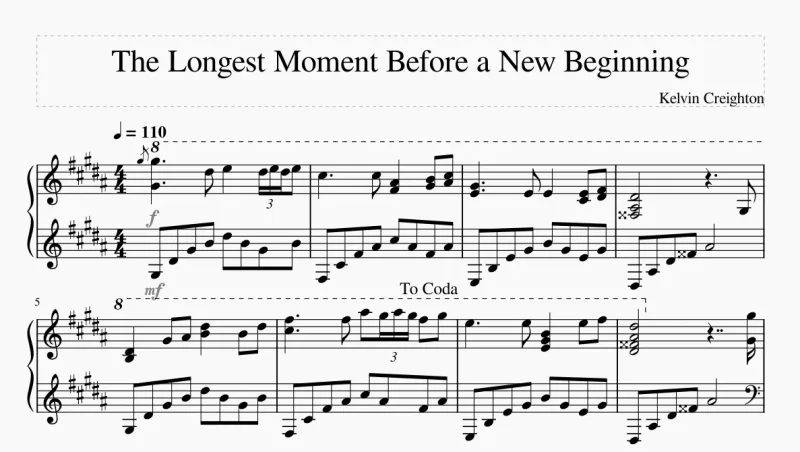 The Longest Moment Before a New Beginning
Kelvin Creighton
♩ = 110
8
4
4
3
f
4
4
mf
To Coda
5
8
3